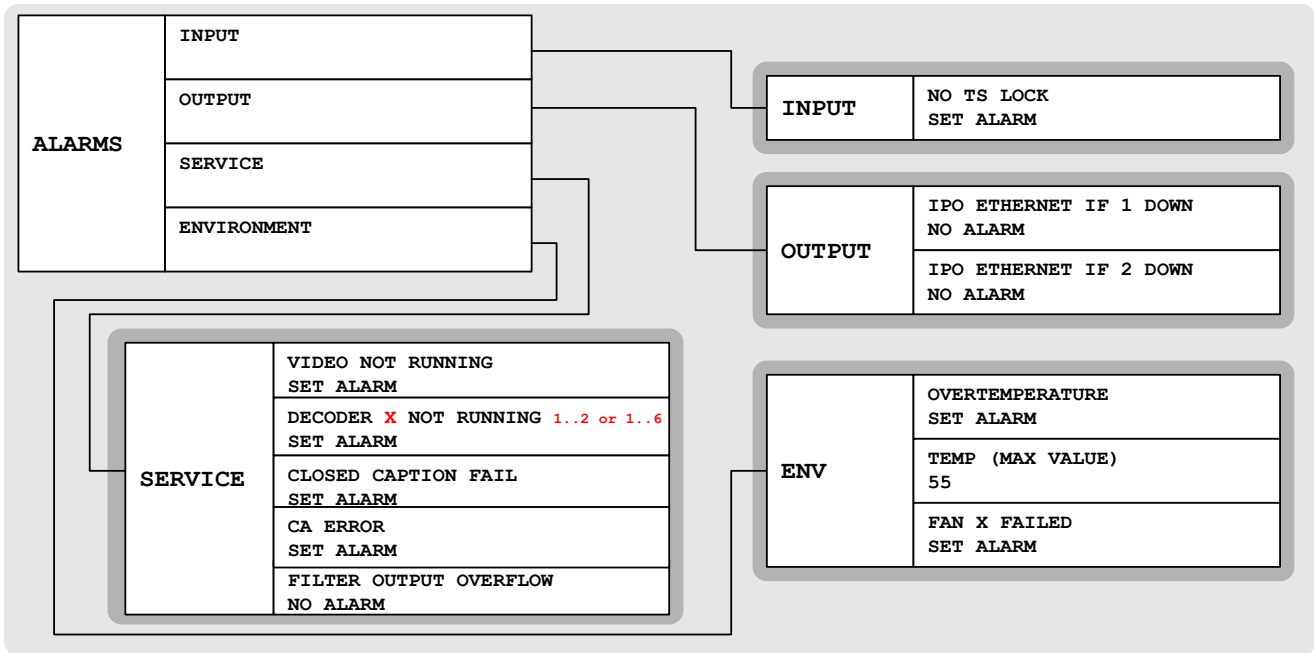 ALARMS
INPUT
OUTPUT
SERVICE
ENVIRONMENT
INPUT
NO TS LOCK
SET ALARM
OUTPUT
IPO ETHERNET IF 1 DOWN
NO ALARM
IPO ETHERNET IF 2 DOWN
NO ALARM
SERVICE
VIDEO NOT RUNNING
SET ALARM
DECODER X NOT RUNNING 1..2 or 1..6
SET ALARM
CLOSED CAPTION FAIL
SET ALARM
CA ERROR
SET ALARM
FILTER OUTPUT OVERFLOW
NO ALARM
ENV
OVERTEMPERATURE
SET ALARM
TEMP (MAX VALUE)
55
FAN X FAILED
SET ALARM